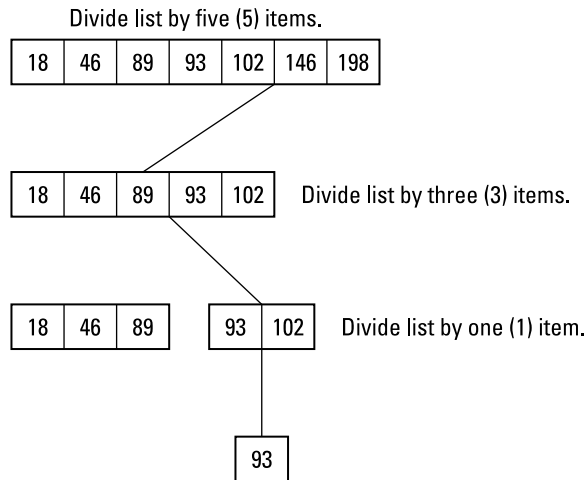 Divide list by five (5) items.
18 46 89 93 102 146 198
18 46 89 93 102 Divide list by three (3) items.
18 46 89 93 102 Divide list by one (1) item.
93